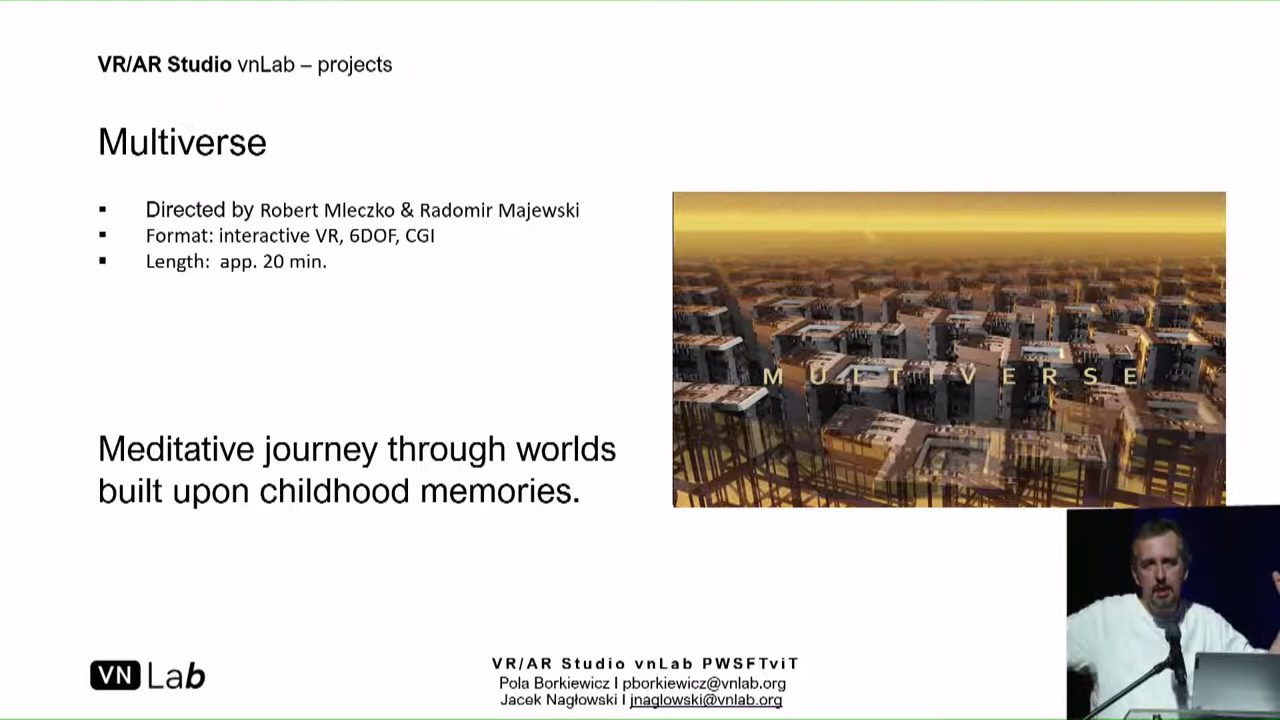 VR/AR Studio vnLab – projects
Multiverse
▪ Directed by Robert Mleczko & Radomir Majewski
▪ Format: interactive VR, 6DOF, CGI
▪ Length: app. 20 min.
MULTIVERSE
Meditative journey through worlds
built upon childhood memories.
VN Lab
VR/AR Studio vnLab PWSFTviT
Pola Borkiewicz I pborkiewicz@vnlab.org
Jacek Nagłowski I jnaglowski@vnlab.org